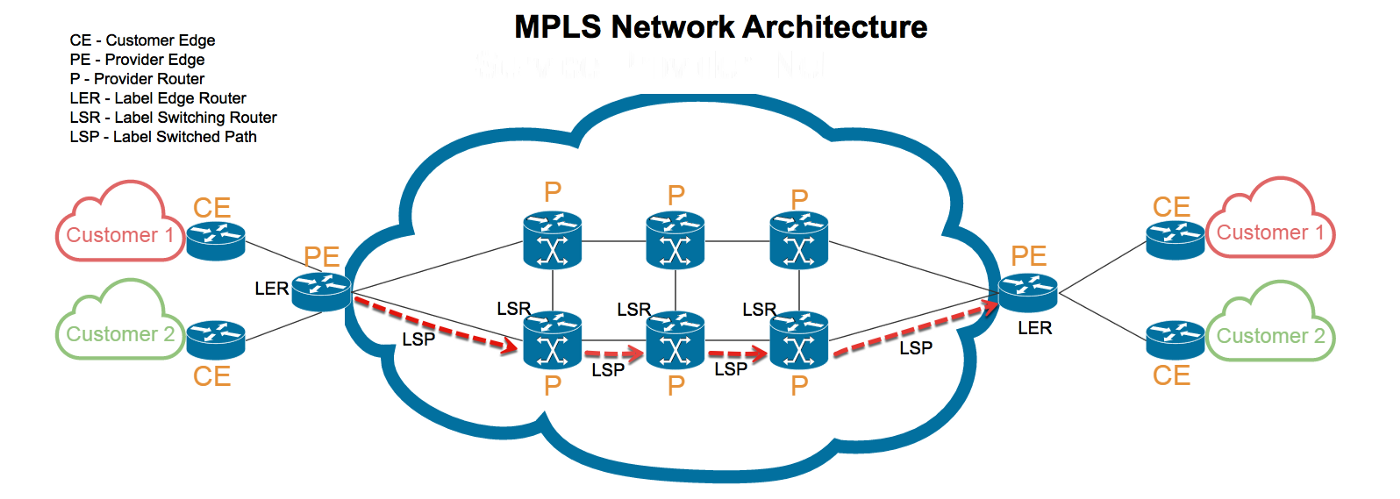 MPLS Network Architecture
CE - Customer Edge
PE - Provider Edge
P - Provider Router
LER - Label Edge Router
LSR - Label Switching Router
LSP - Label Switched Path
P
P
P
CE
CE
Customer 1
Customer 1
PE
PE
LER
LSR
LSR
LSR
LER
Customer 2
Customer 2
LSP
LSP
LSP
LSP
CE
P
P
P
CE